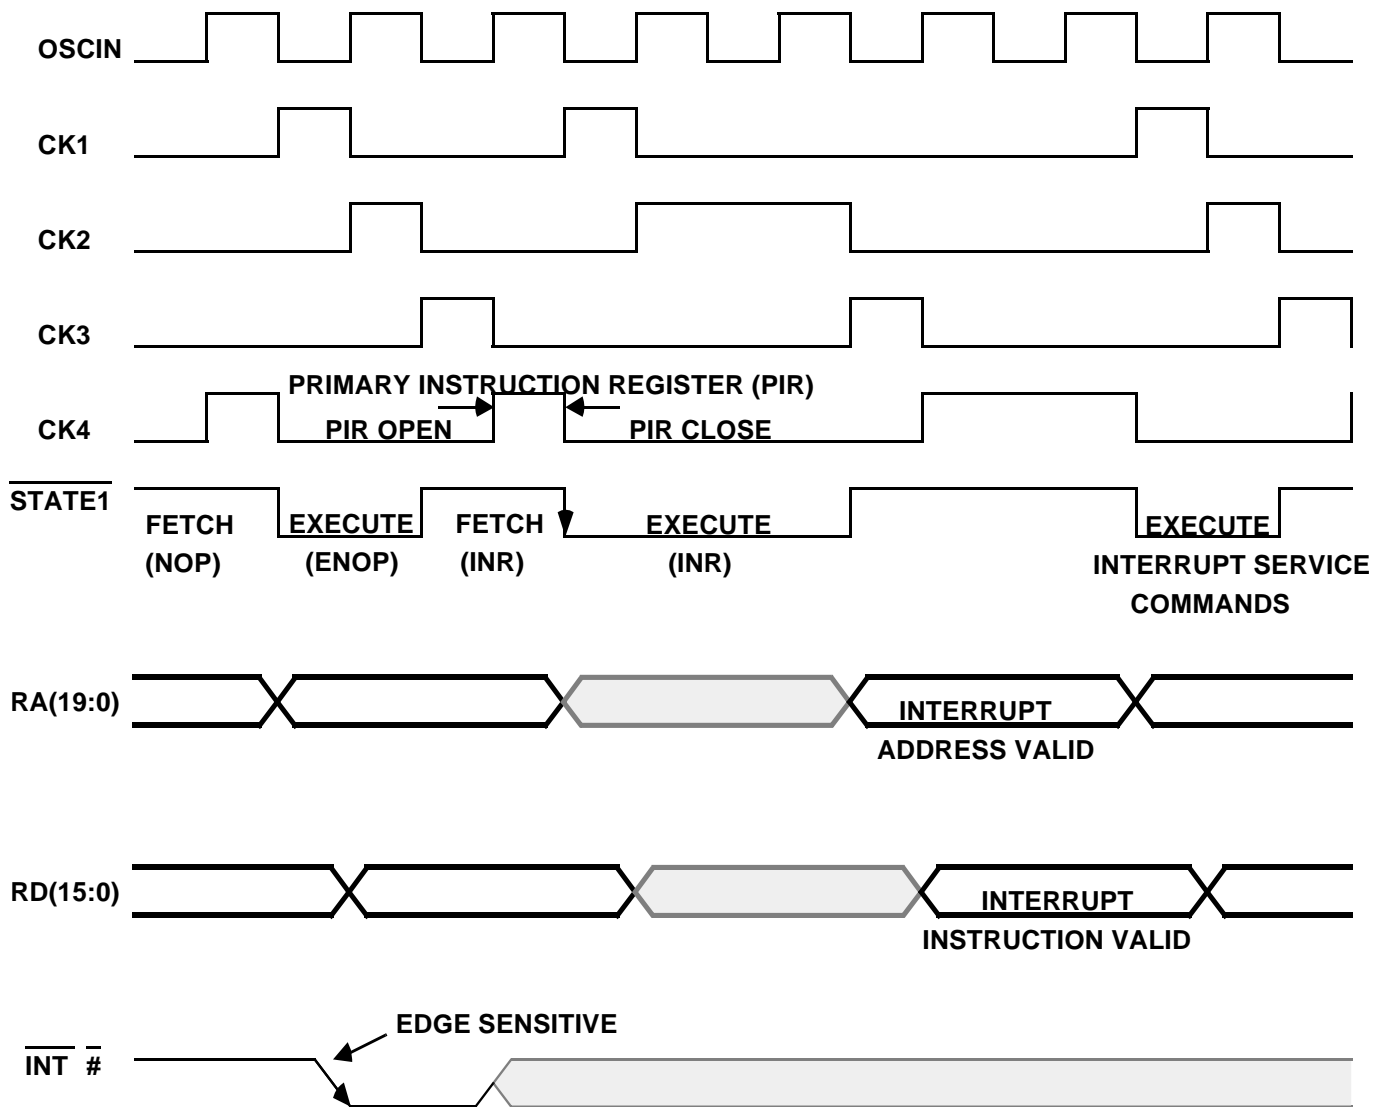 OSCIN
CK1
CK2
CK3
PRIMARY INSTRUCTION REGISTER (PIR)
CK4 PIR OPEN PIR CLOSE
STATE1
FETCH EXECUTE FETCH EXECUTE EXECUTE
(NOP) (ENOP) (INR) (INR) INTERRUPT SERVICE
COMMANDS
RA(19:0) INTERRUPT
ADDRESS VALID
RD(15:0) INTERRUPT
INSTRUCTION VALID
EDGE SENSITIVE
INT #